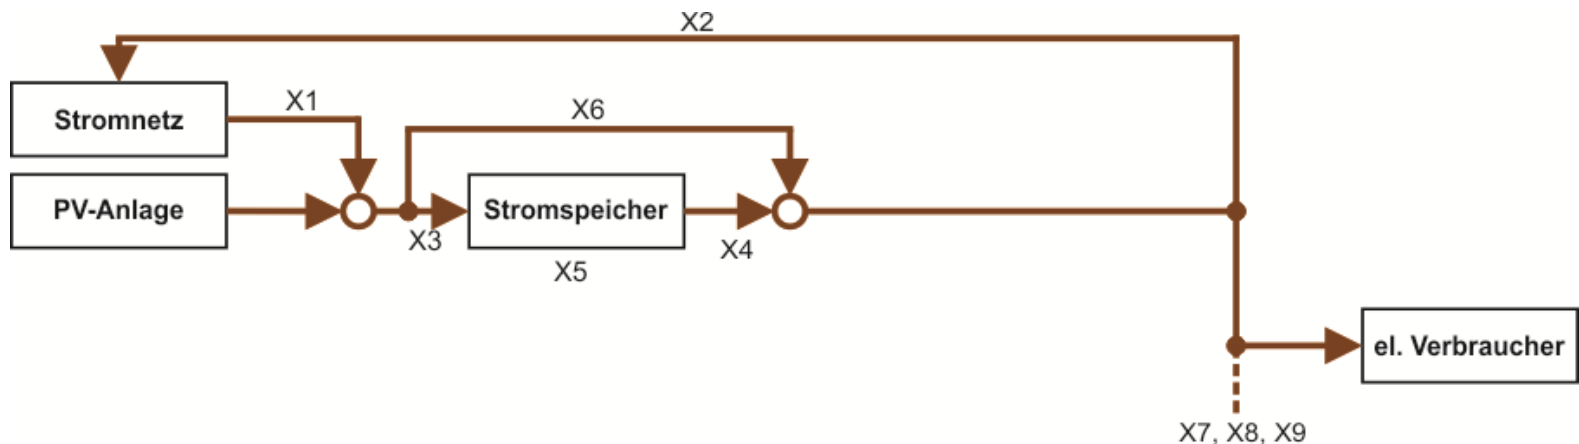 X2
X1
X6
Stromnetz
PV-Anlage
Stromspeicher
X3
X4
X5
el. Verbraucher
X7, X8, X9